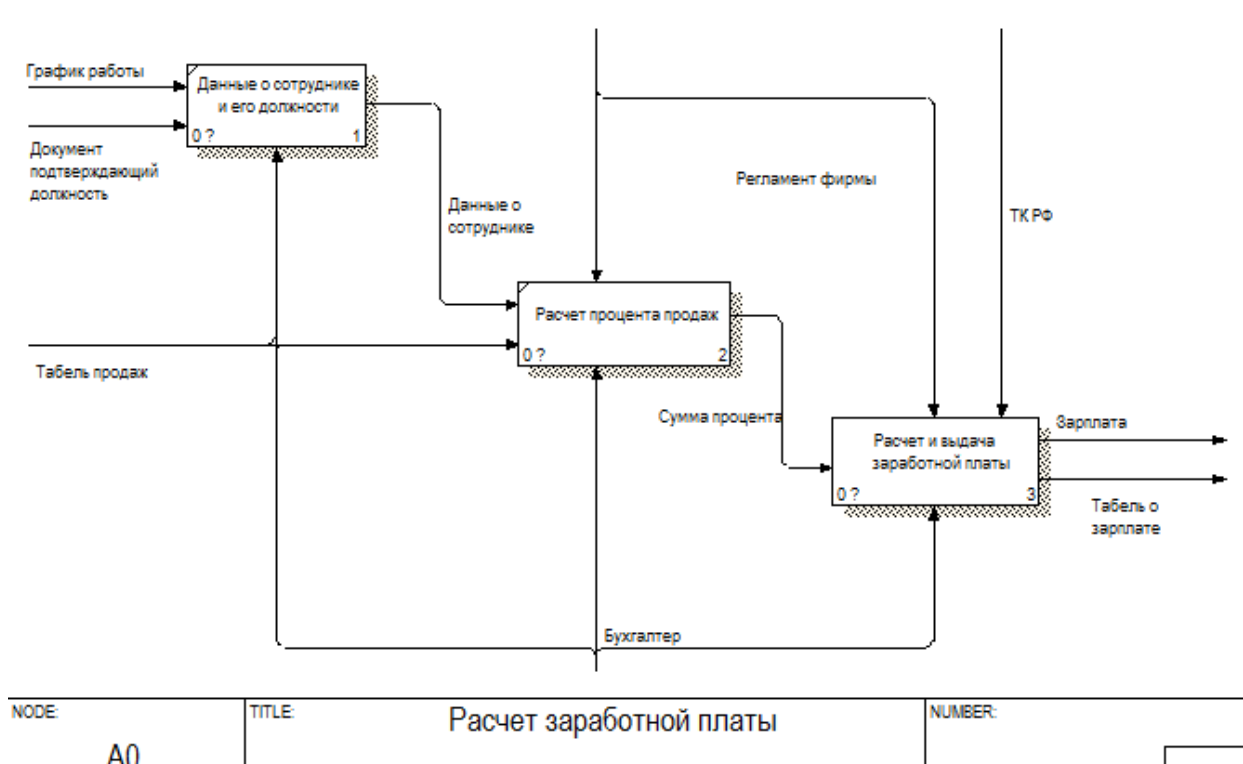 График работы
Данные о сотруднике
и его должности
0 ?
1
Документ
подтверждающий
должность
Данные о
сотруднике
Регламент фирмы
ТК РФ
Расчет процента продаж
0 ?
2
Табель продаж
Сумма процента
Расчет и выдача
заработной платы
0 ?
3
Зарплата
Табель о
зарплате
Бухгалтер
NODE:
A0
TITLE:
Расчет заработной платы
NUMBER: